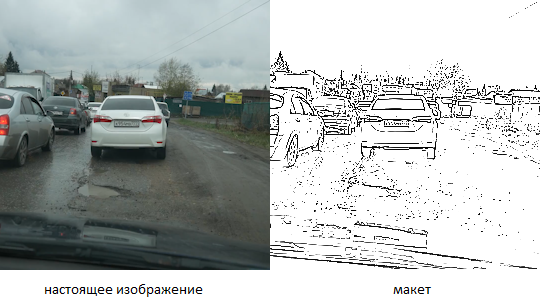 настоящее изображение
макет